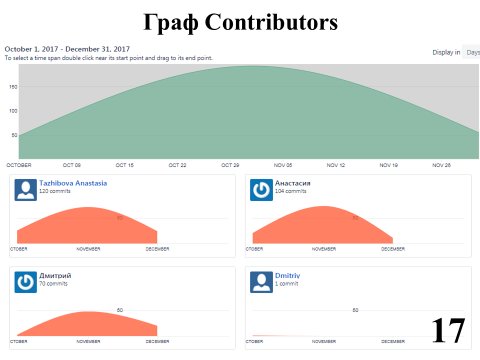 Граф Contributors
October 1, 2017 - December 31, 2017
To select a time span double click near its start point and drag to its end point.
Display in Days
150
100
50
OCTOBER OCT 08 OCT 15 OCT 22 OCT 29 NOV 05 NOV 12 NOV 19 NOV 26
Tazhibova Anastasia
120 commits
50
CTOBER NOVEMBER DECEMBER
Анастасия
104 commits
50
CTOBER NOVEMBER DECEMBER
Дмитрий
70 commits
50
CTOBER NOVEMBER DECEMBER
Dmitriy
1 commit
50
CTOBER NOVEMBER DECEMBER
17